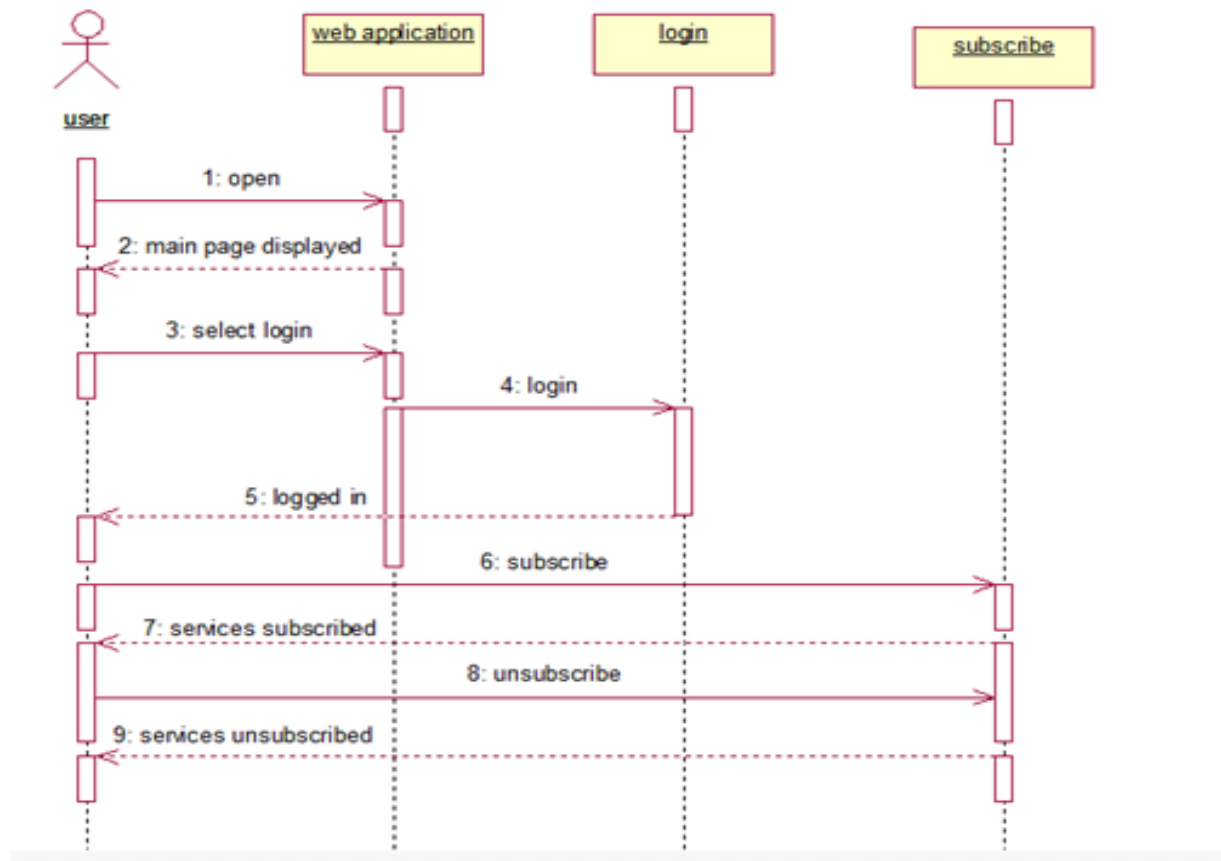 web application
login
subscribe
user
1: open
2: main page displayed
3: select login
4: login
5: logged in
6: subscribe
7: services subscribed
8: unsubscribe
9: services unsubscribed